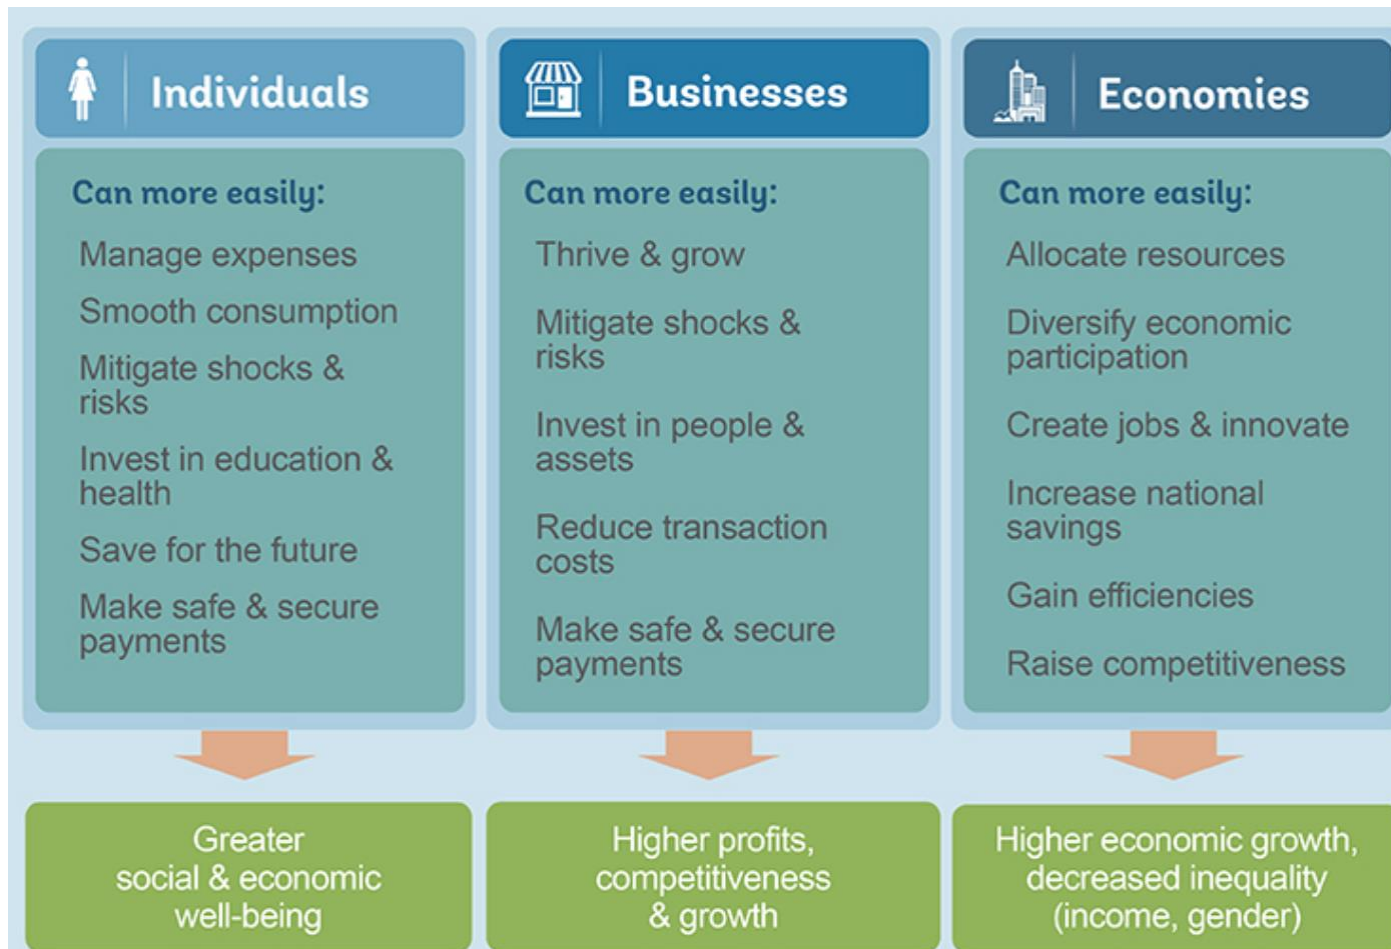 Individuals
Can more easily:
Manage expenses
Smooth consumption
Mitigate shocks &
risks
Invest in education &
health
Save for the future
Make safe & secure
payments
Greater
social & economic
well-being
Businesses
Can more easily:
Thrive & grow
Mitigate shocks &
risks
Invest in people &
assets
Reduce transaction
costs
Make safe & secure
payments
Higher profits,
competitiveness
& growth
Economies
Can more easily:
Allocate resources
Diversify economic
participation
Create jobs & innovate
Increase national
savings
Gain efficiencies
Raise competitiveness
Higher economic growth,
decreased inequality
(income, gender)